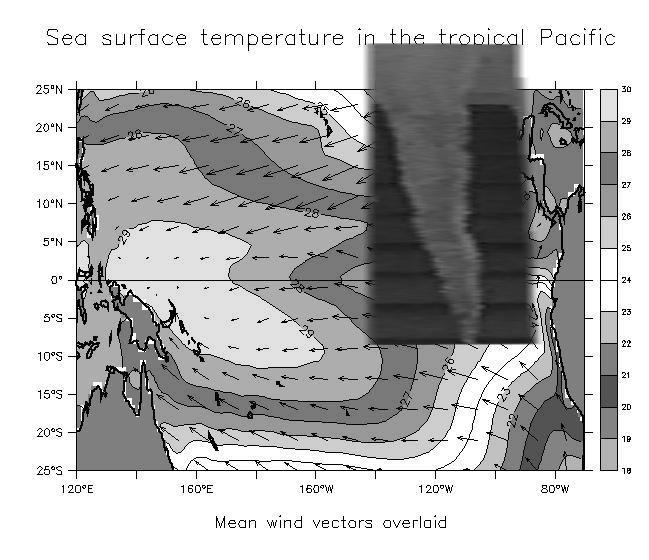 Sea surface temperature in the tropical Pacific
25°N
20°N
15°N
10°N
5°N
0°
5°S
10°S
15°S
20°S
25°S
120°E
160°E
160°W
120°W
80°W
30
29
28
27
26
25
24
23
22
21
20
19
18
26
26
25
27
28
28
29
28
29
27
26
23
22
Mean wind vectors overlaid